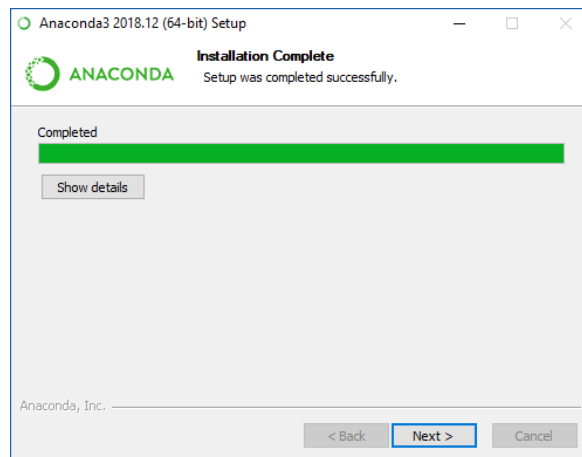 Anaconda3 2018.12 (64-bit) Setup
Installation Complete
Setup was completed successfully.
ANACONDA
Completed
Show details
Anaconda, Inc.
< Back
Next >
Cancel